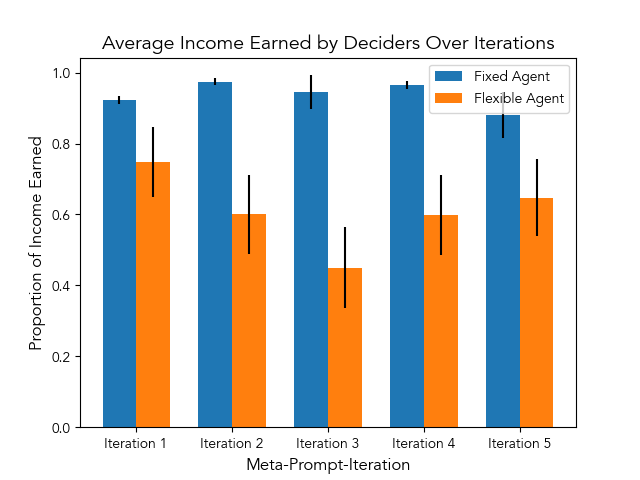 Average Income Earned by Deciders Over Iterations
Fixed Agent
Flexible Agent
Proportion of Income Earned
1.0
0.8
0.6
0.4
0.2
0.0
Iteration 1
Iteration 2
Iteration 3
Iteration 4
Iteration 5
Meta-Prompt-Iteration